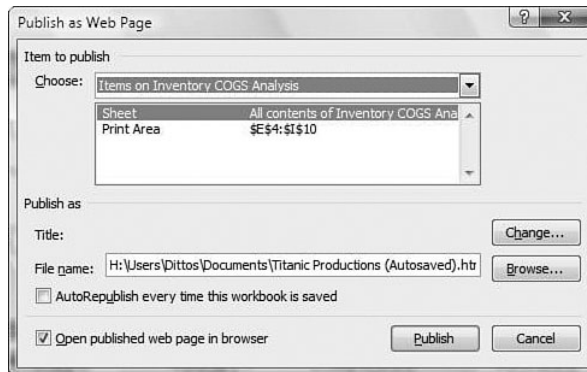 Publish as Web Page
Item to publish
Choose: Items on Inventory COGS Analysis
Sheet All contents of Inventory COGS Ana
Print Area $E$4:$I$10
Publish as
Title: Change...
File name: H:\Users\Dittos\Documents\Titanic Productions (Autosaved).htr Browse...
AutoRepublish every time this workbook is saved
Open published web page in browser Publish Cancel